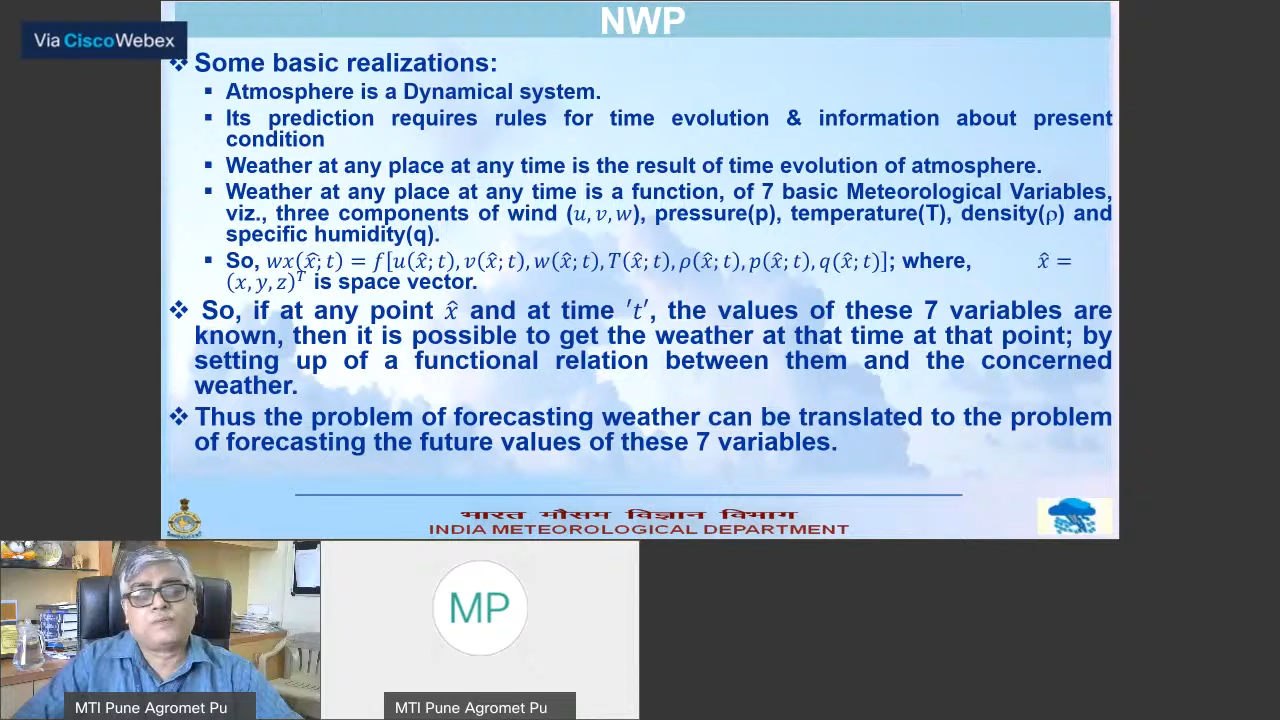 NWP
Via Cisco Webex
❖ Some basic realizations:
▪ Atmosphere is a Dynamical system.
▪ Its prediction requires rules for time evolution & information about present
condition
▪ Weather at any place at any time is the result of time evolution of atmosphere.
▪ Weather at any place at any time is a function, of 7 basic Meteorological Variables,
viz., three components of wind (u, v, w), pressure(p), temperature(T), density(ρ) and
specific humidity(q).
▪ So, wx(x̂; t) = f[u(x̂; t), v(x̂; t), w(x̂; t), T(x̂; t), ρ(x̂; t), p(x̂; t), q(x̂; t)]; where, x̂ =
(x, y, z)ᵀ is space vector.
❖ So, if at any point x̂ and at time ′t′, the values of these 7 variables are
known, then it is possible to get the weather at that time at that point; by
setting up of a functional relation between them and the concerned
weather.
❖ Thus the problem of forecasting weather can be translated to the problem
of forecasting the future values of these 7 variables.
भारत मौसम विज्ञान विभाग
INDIA METEOROLOGICAL DEPARTMENT
MP
MTI Pune Agromet Pu
MTI Pune Agromet Pu